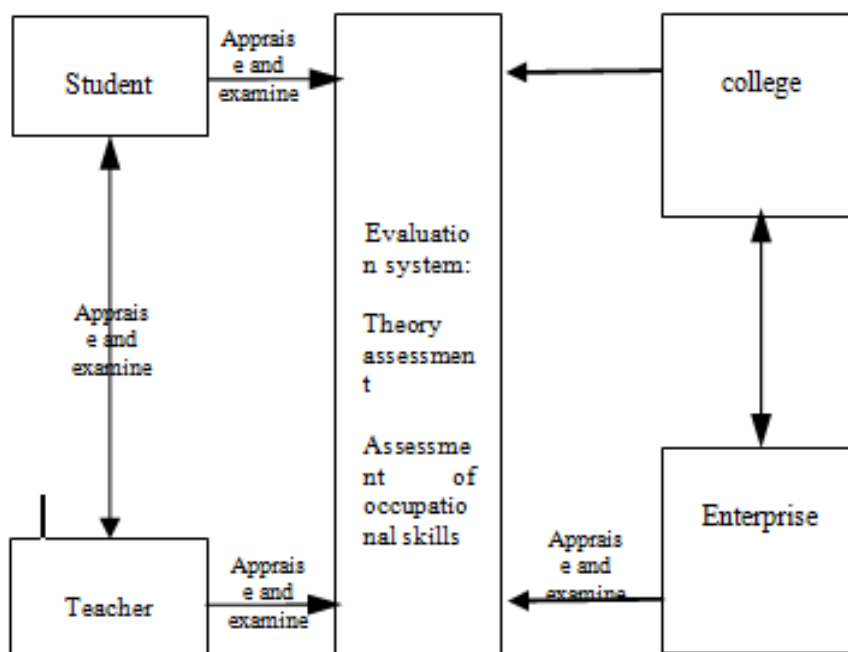 Apprais
e and
examine
Student
college
Evaluatio
n system:
Theory
assessmen
t
Assessme
nt of
occupatio
nal skills
Apprais
e and
examine
Enterprise
Apprais
e and
examine
Teacher
Apprais
e and
examine